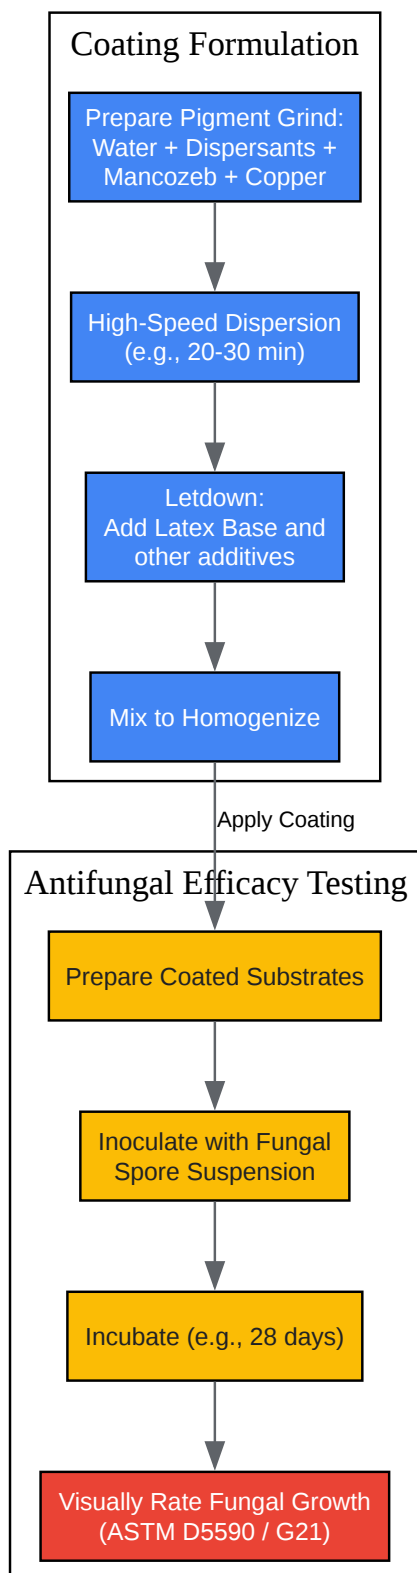 Coating Formulation
Prepare Pigment Grind:
Water + Dispersants +
Mancozeb + Copper
High-Speed Dispersion
(e.g., 20-30 min)
Letdown:
Add Latex Base and
other additives
Mix to Homogenize
Apply Coating
Antifungal Efficacy Testing
Prepare Coated Substrates
Inoculate with Fungal
Spore Suspension
Incubate (e.g., 28 days)
Visually Rate Fungal Growth
(ASTM D5590 / G21)